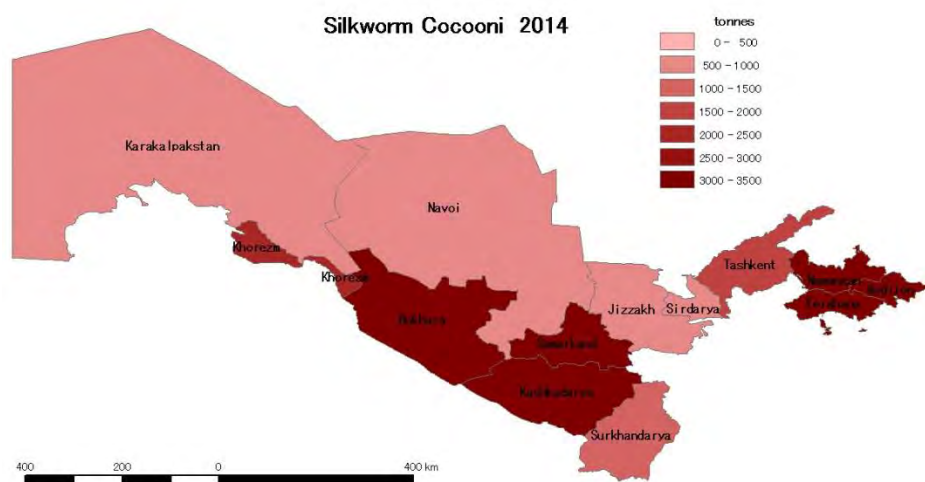 Silkworm Cocooni 2014
tonnes
0 - 500
500 - 1000
1000 - 1500
1500 - 2000
2000 - 2500
2500 - 3000
3000 - 3500
Karakalpakstan
Navoi
Khorezm
Khorezm
Tashkent
Namangan
Andijan
Ferghana
Bukhara
Jizzakh
Sirdarya
Samarkand
Kashkadarya
Surkhandarya
400 200 0 400 km